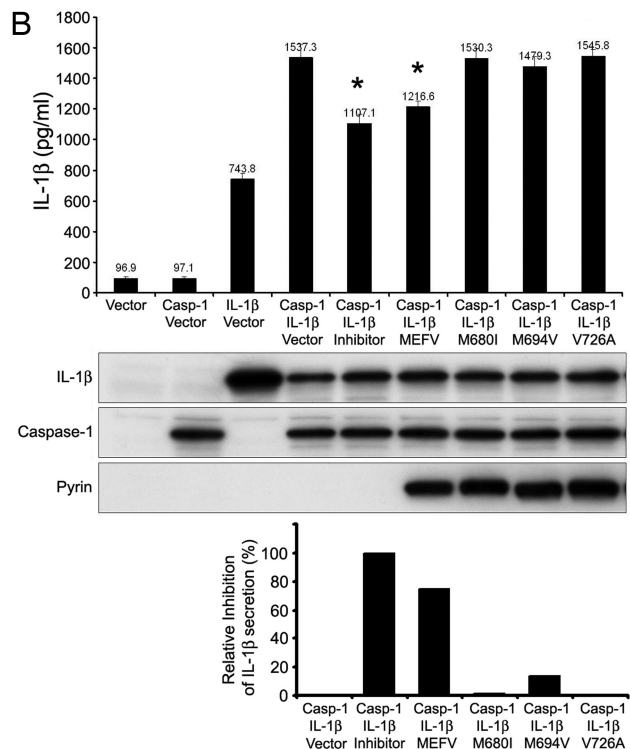 B
1800
1600
1400
1200
1000
800
600
400
200
0
IL-1β (pg/ml)
96.9
97.1
743.8
1537.3
1107.1
1216.6
1530.3
1479.3
1545.8
*
*
Vector
Casp-1
Vector
IL-1β
Vector
Casp-1
IL-1β
Vector
Casp-1
IL-1β
Inhibitor
Casp-1
IL-1β
MEFV
Casp-1
IL-1β
M680I
Casp-1
IL-1β
M694V
Casp-1
IL-1β
V726A
IL-1β
Caspase-1
Pyrin
Relative Inhibition
of IL-1β secretion (%)
100
80
60
40
20
0
Casp-1
IL-1β
Vector
Casp-1
IL-1β
Inhibitor
Casp-1
IL-1β
MEFV
Casp-1
IL-1β
M680I
Casp-1
IL-1β
M694V
Casp-1
IL-1β
V726A